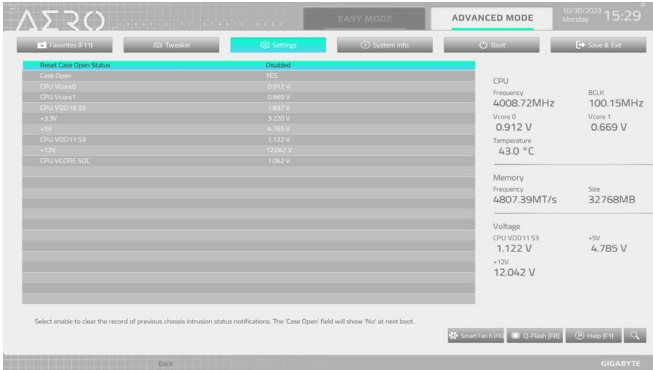 AERO
EASY MODE
ADVANCED MODE
10/30/2023
Monday
15:29
Favorites [F11]
Tweaker
Settings
System Info.
Boot
Save & Exit
Reset Case Open Status Disabled
Case Open YES
CPU Vcore0 0.912 V
CPU Vcore1 0.669 V
CPU VDD18 S5 1.837 V
+3.3V 3.220 V
+5V 4.785 V
CPU VDD11 S3 1.122 V
+12V 12.042 V
CPU VCORE SOC 1.062 V
CPU
Frequency BCLK
4008.72MHz 100.15MHz
Vcore 0 Vcore 1
0.912 V 0.669 V
Temperature
43.0 °C
Memory
Frequency Size
4807.39MT/s 32768MB
Voltage
CPU VDD11 S3 +5V
1.122 V 4.785 V
+12V
12.042 V
Select enable to clear the record of previous chassis intrusion status notifications. The 'Case Open' field will show 'No' at next boot.
Smart Fan 6 [F6]
Q-Flash [F8]
Help [F1]
Back
GIGABYTE